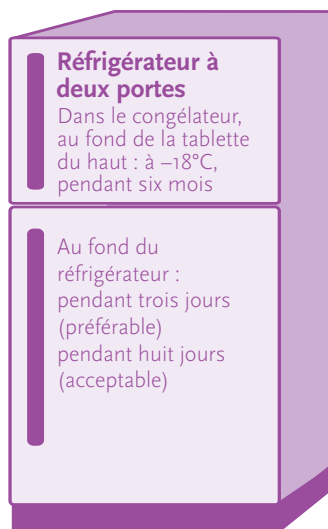 Réfrigérateur à
deux portes
Dans le congélateur,
au fond de la tablette
du haut : à –18°C,
pendant six mois
Au fond du
réfrigérateur :
pendant trois jours
(préférable)
pendant huit jours
(acceptable)